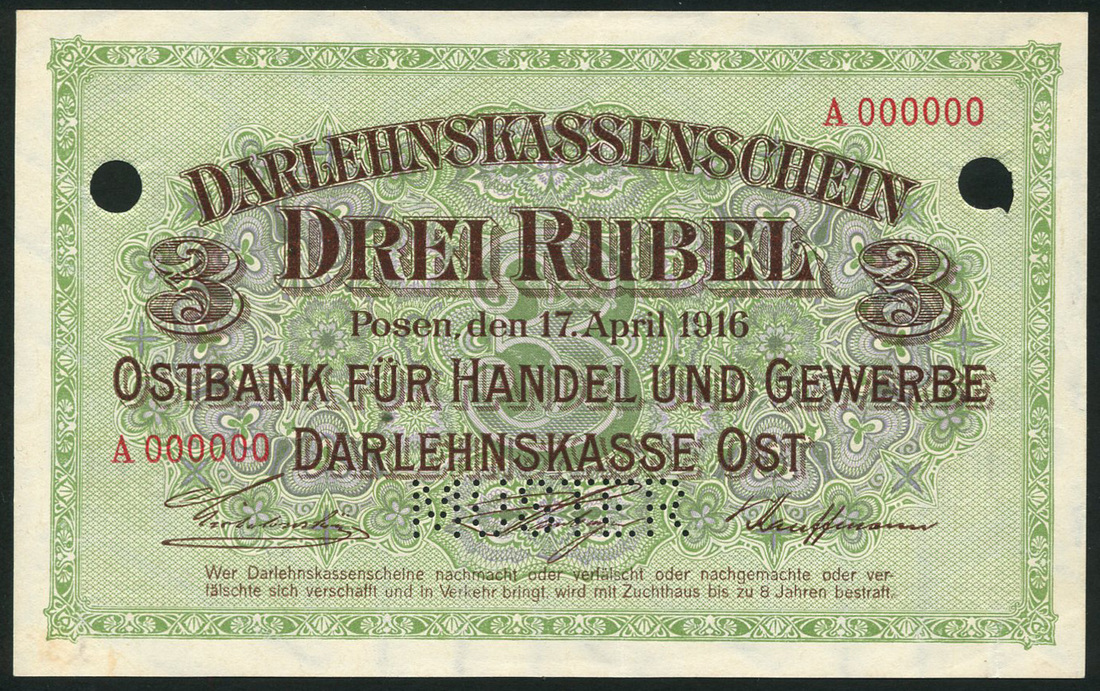 A 000000
DARLEHNSKASSENSCHEIN
3 DREI RUBEL 3
Posen, den 17. April 1916
OSTBANK FÜR HANDEL UND GEWERBE
A 000000 DARLEHNSKASSE OST
MUSTER
Kauffmann
Wer Darlehnskassenscheine nachmacht oder verfälscht oder nachgemachte oder ver-
fälschte sich verschafft und in Verkehr bringt, wird mit Zuchthaus bis zu 8 Jahren bestraft.